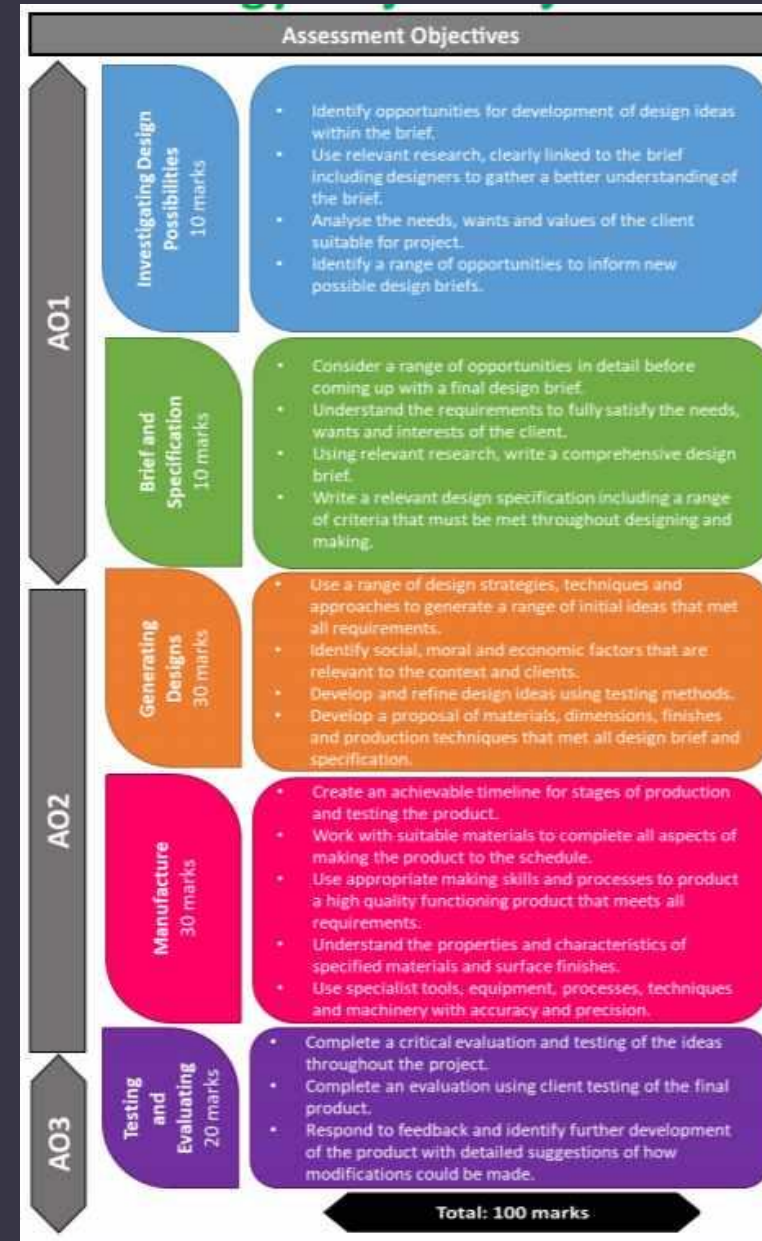 Assessment Objectives
AO1
Investigating Design
Possibilities
10 marks
• Identify opportunities for development of design ideas
within the brief.
• Use relevant research, clearly linked to the brief
including designers to gather a better understanding of
the brief.
• Analyse the needs, wants and values of the client
suitable for project.
• Identify a range of opportunities to inform new
possible design briefs.
Brief and
Specification
10 marks
• Consider a range of opportunities in detail before
coming up with a final design brief.
• Understand the requirements to fully satisfy the needs,
wants and interests of the client.
• Using relevant research, write a comprehensive design
brief.
• Write a relevant design specification including a range
of criteria that must be met throughout designing and
making.
AO2
Generating
Designs
30 marks
• Use a range of design strategies, techniques and
approaches to generate a range of initial ideas that met
all requirements.
• Identify social, moral and economic factors that are
relevant to the context and clients.
• Develop and refine design ideas using testing methods.
• Develop a proposal of materials, dimensions, finishes
and production techniques that met all design brief and
specification.
Manufacture
30 marks
• Create an achievable timeline for stages of production
and testing the product.
• Work with suitable materials to complete all aspects of
making the product to the schedule.
• Use appropriate making skills and processes to product
a high quality functioning product that meets all
requirements.
• Understand the properties and characteristics of
specified materials and surface finishes.
• Use specialist tools, equipment, processes, techniques
and machinery with accuracy and precision.
AO3
Testing
and
Evaluating
20 marks
• Complete a critical evaluation and testing of the ideas
throughout the project.
• Complete an evaluation using client testing of the final
product.
• Respond to feedback and identify further development
of the product with detailed suggestions of how
modifications could be made.
Total: 100 marks